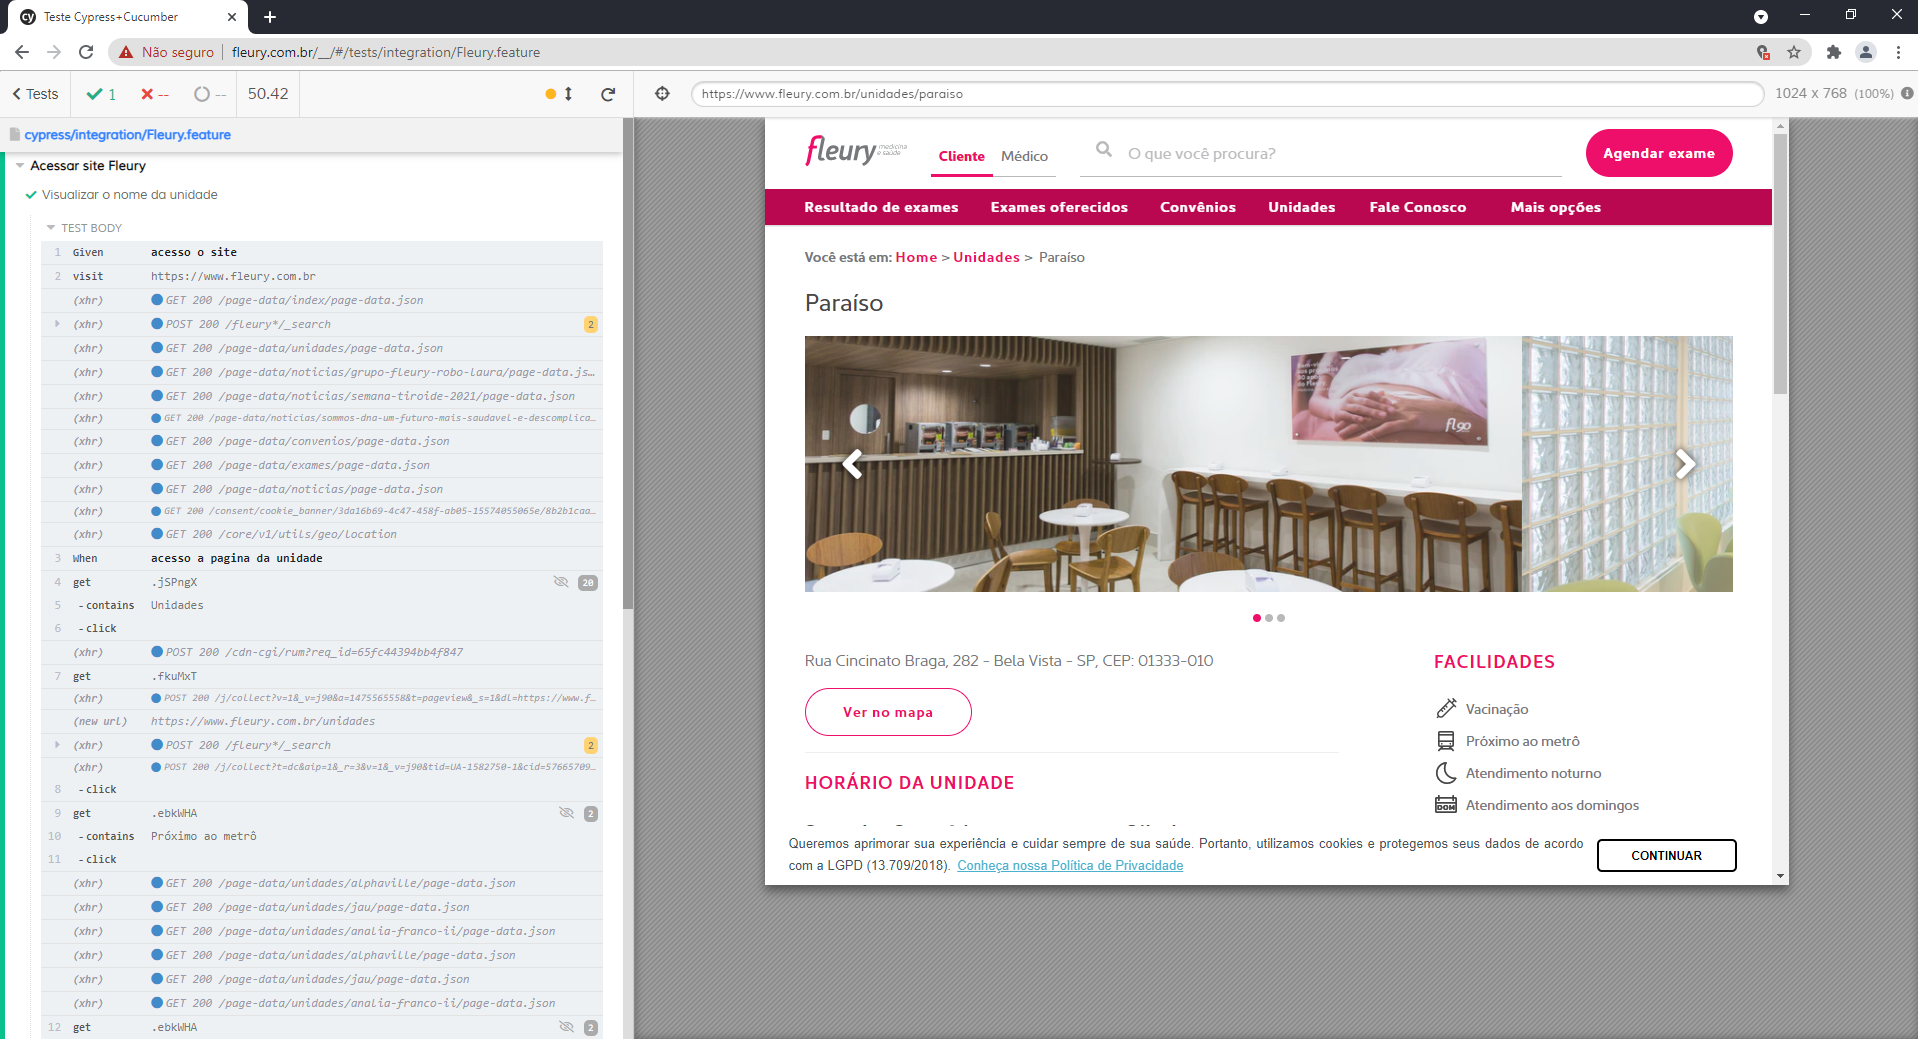 Teste Cypress+Cucumber
Não seguro
fleury.com.br/__/#/tests/integration/Fleury.feature
Tests
1
--
--
50.42
https://www.fleury.com.br/unidades/paraiso
1024 x 768 (100%)
cypress/integration/Fleury.feature
Acessar site Fleury
Visualizar o nome da unidade
TEST BODY
1 Given acesso o site
2 visit https://www.fleury.com.br
(xhr) GET 200 /page-data/index/page-data.json
(xhr) POST 200 /fleury*/_search 2
(xhr) GET 200 /page-data/unidades/page-data.json
(xhr) GET 200 /page-data/noticias/grupo-fleury-robo-laura/page-data.js...
(xhr) GET 200 /page-data/noticias/semana-tiroide-2021/page-data.json
(xhr) GET 200 /page-data/noticias/sommos-dna-um-futuro-mais-saudavel-e-descomplica...
(xhr) GET 200 /page-data/convenios/page-data.json
(xhr) GET 200 /page-data/exames/page-data.json
(xhr) GET 200 /page-data/noticias/page-data.json
(xhr) GET 200 /consent/cookie_banner/3da16b69-4c47-458f-ab05-15574055065e/8b2b1caa...
(xhr) GET 200 /core/v1/utils/geo/location
3 When acesso a pagina da unidade
4 get .jSPngX 20
5 -contains Unidades
6 -click
(xhr) POST 200 /cdn-cgi/rum?req_id=65fc44394bb4f847
7 get .fkuMxT
(xhr) POST 200 /j/collect?v=1&_v=j90&a=1475565558&t=pageview&_s=1&dl=https://www.f...
(new url) https://www.fleury.com.br/unidades
(xhr) POST 200 /fleury*/_search 2
(xhr) POST 200 /j/collect?t=dc&aip=1&_r=3&v=1&_v=j90&tid=UA-1582750-1&cid=57665709...
8 -click
9 get .ebkWHA 2
10 -contains Próximo ao metrô
11 -click
(xhr) GET 200 /page-data/unidades/alphaville/page-data.json
(xhr) GET 200 /page-data/unidades/jau/page-data.json
(xhr) GET 200 /page-data/unidades/analia-franco-ii/page-data.json
(xhr) GET 200 /page-data/unidades/alphaville/page-data.json
(xhr) GET 200 /page-data/unidades/jau/page-data.json
(xhr) GET 200 /page-data/unidades/analia-franco-ii/page-data.json
12 get .ebkWHA 2
fleury medicina e saúde
Cliente Médico
O que você procura?
Agendar exame
Resultado de exames Exames oferecidos Convênios Unidades Fale Conosco Mais opções
Você está em: Home > Unidades > Paraíso
Paraíso
Rua Cincinato Braga, 282 - Bela Vista - SP, CEP: 01333-010
Ver no mapa
HORÁRIO DA UNIDADE
FACILIDADES
Vacinação
Próximo ao metrô
Atendimento noturno
DOM Atendimento aos domingos
Queremos aprimorar sua experiência e cuidar sempre de sua saúde. Portanto, utilizamos cookies e protegemos seus dados de acordo
com a LGPD (13.709/2018). Conheça nossa Política de Privacidade
CONTINUAR